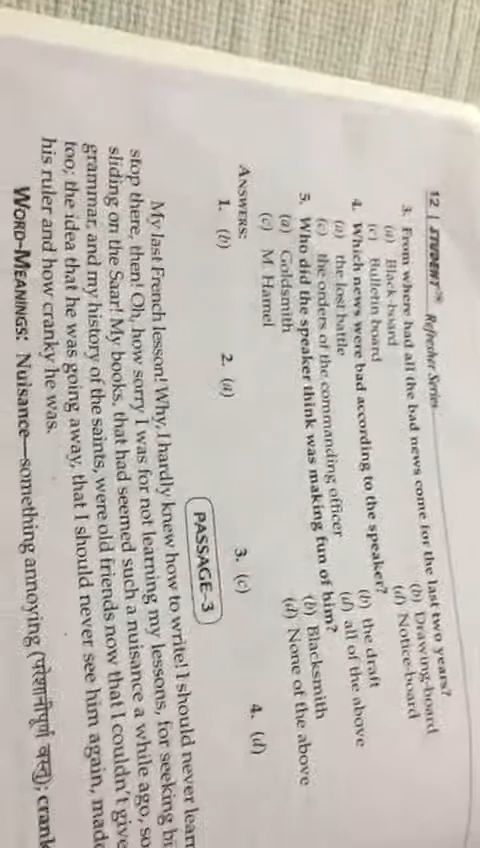 12 | STUDENT™ Refresher Series
3. From where had all the bad news come for the last two years?
(a) Black board (b) Drawing-board
(c) Bulletin board (d) Notice-board
4. Which news were bad according to the speaker?
(a) the lost battle (b) the draft
(c) the orders of the commanding officer (d) all of the above
5. Who did the speaker think was making fun of him?
(a) Goldsmith (b) Blacksmith
(c) M. Hamel (d) None of the above
ANSWERS:
1. (b) 2. (a) 3. (c) 4. (d)
PASSAGE-3
My last French lesson! Why, I hardly knew how to write! I should never learn
stop there, then! Oh, how sorry I was for not learning my lessons, for seeking bi
sliding on the Saar! My books, that had seemed such a nuisance a while ago, so
grammar, and my history of the saints, were old friends now that I couldn't give
too; the idea that he was going away, that I should never see him again, made
his ruler and how cranky he was.
WORD-MEANINGS: Nuisance—something annoying (परेशानीपूर्ण वस्तु); crank